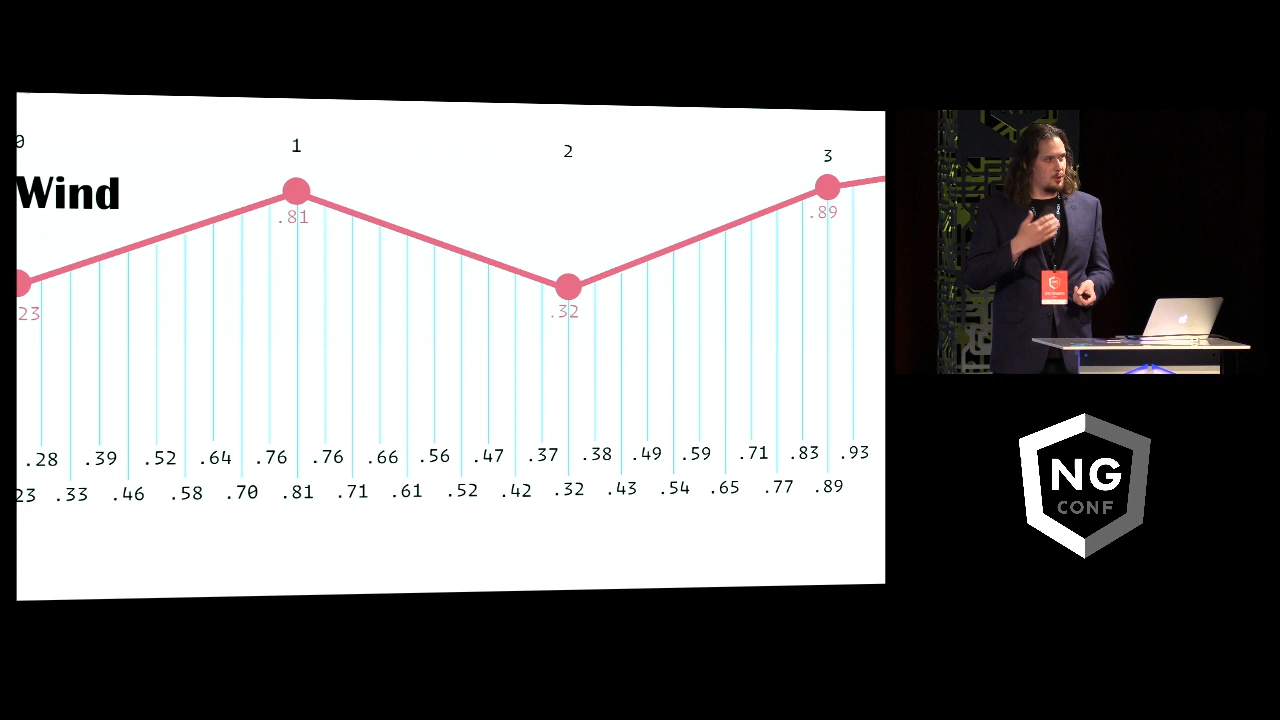 0 1 2 3
Wind
.81 .89
23 .32
.28 .39 .52 .64 .76 .76 .66 .56 .47 .37 .38 .49 .59 .71 .83 .93
23 .33 .46 .58 .70 .81 .71 .61 .52 .42 .32 .43 .54 .65 .77 .89
NG
CONF